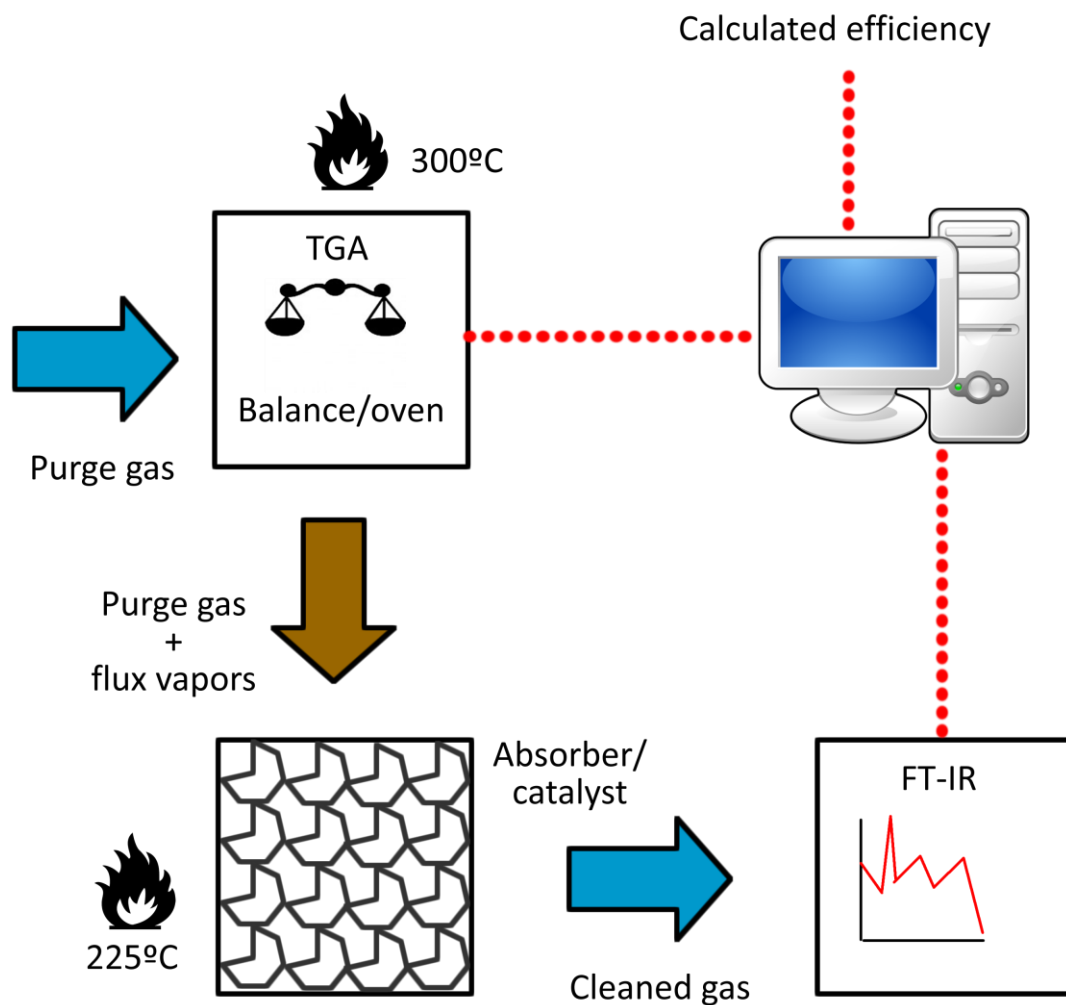 Calculated efficiency
300ºC
TGA
Balance/oven
Purge gas
Purge gas
+
flux vapors
Absorber/
catalyst
FT-IR
225ºC
Cleaned gas